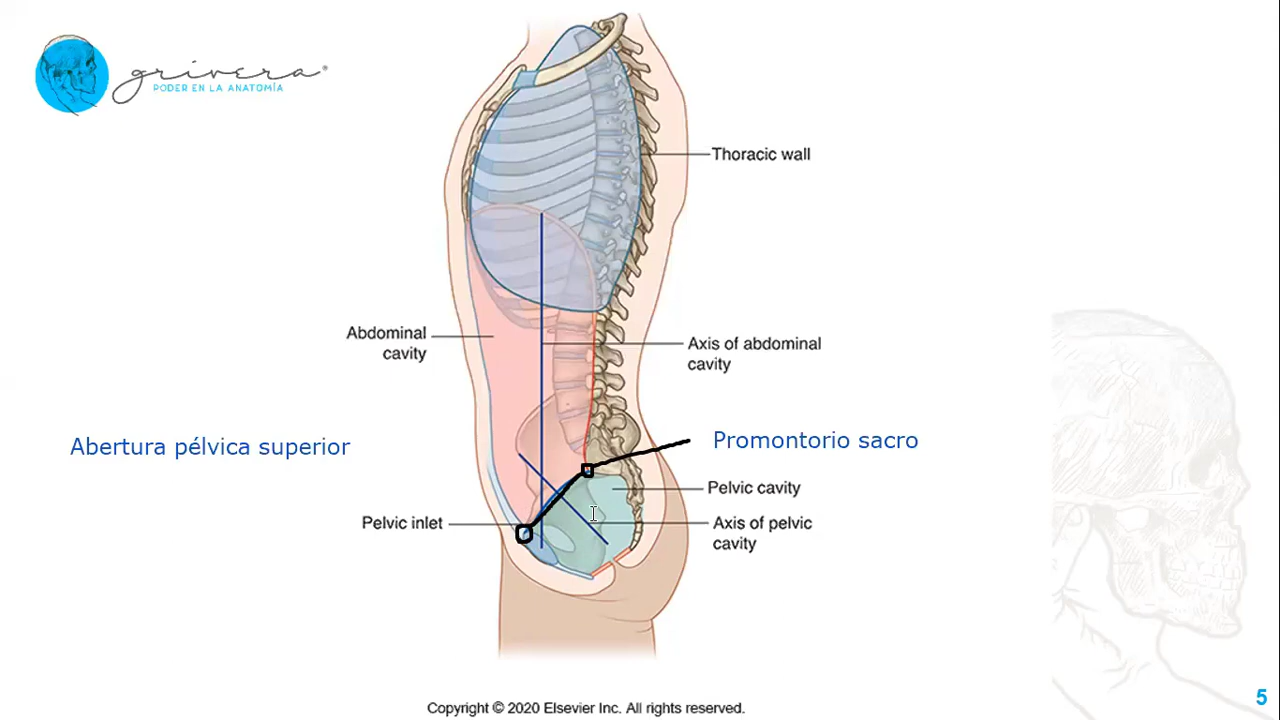 grivera®
PODER EN LA ANATOMÍA
Thoracic wall
Abdominal
cavity
Axis of abdominal
cavity
Abertura pélvica superior
Promontorio sacro
Pelvic cavity
Pelvic inlet
Axis of pelvic
cavity
5
Copyright © 2020 Elsevier Inc. All rights reserved.